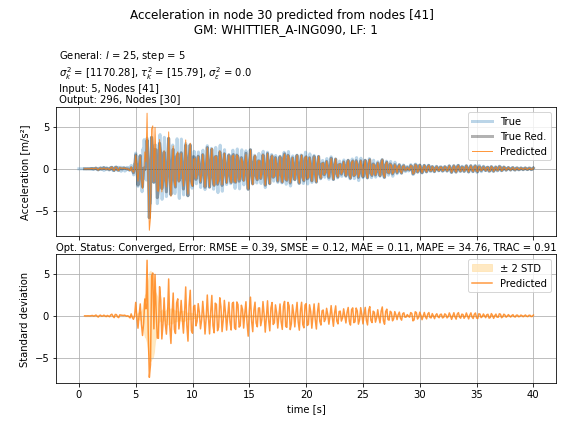 Acceleration in node 30 predicted from nodes [41]
GM: WHITTIER_A-ING090, LF: 1
General: l = 25, step = 5
σ²_k = [1170.28], τ²_k = [15.79], σ²_ε = 0.0
Input: 5, Nodes [41]
Output: 296, Nodes [30]
Acceleration [m/s²]
5
0
−5
True
True Red.
Predicted
Opt. Status: Converged, Error: RMSE = 0.39, SMSE = 0.12, MAE = 0.11, MAPE = 34.76, TRAC = 0.91
Standard deviation
5
0
−5
± 2 STD
Predicted
0 5 10 15 20 25 30 35 40
time [s]